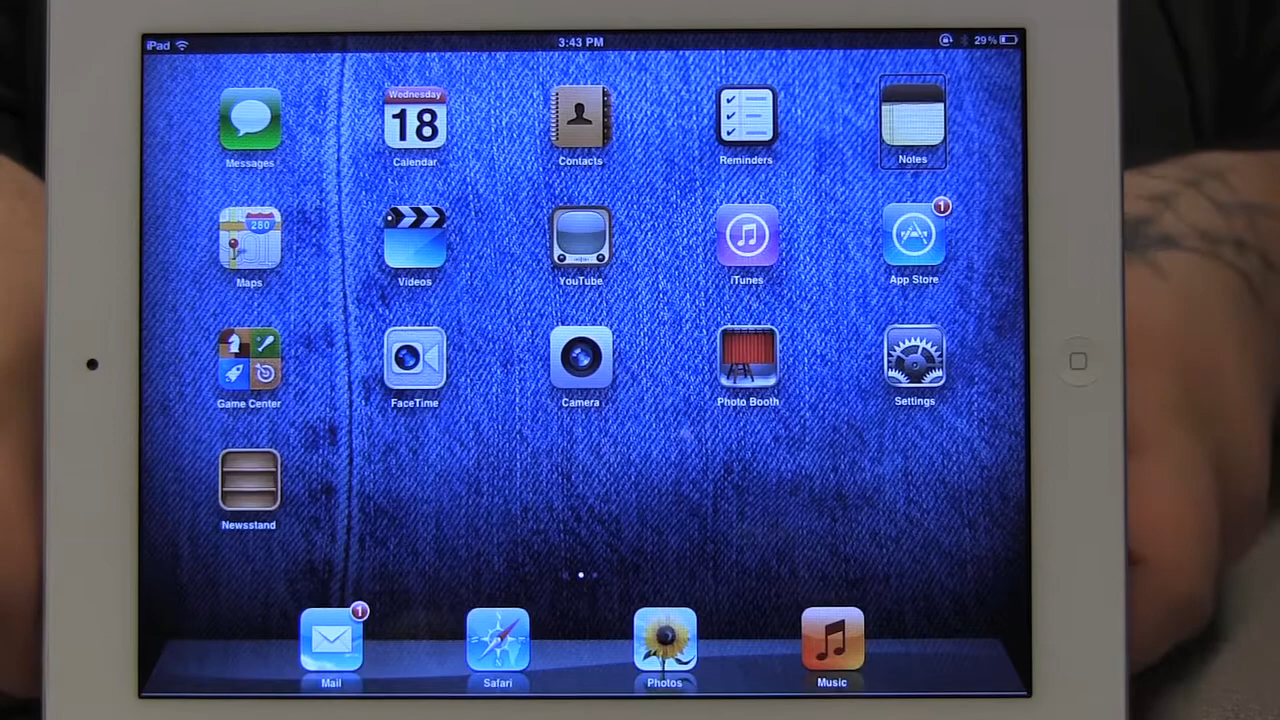 iPad 3:43 PM 29%
Wednesday
18
Messages Calendar Contacts Reminders Notes
280
1
Maps Videos YouTube iTunes App Store
Game Center FaceTime Camera Photo Booth Settings
Newsstand
1
N
Mail Safari Photos Music